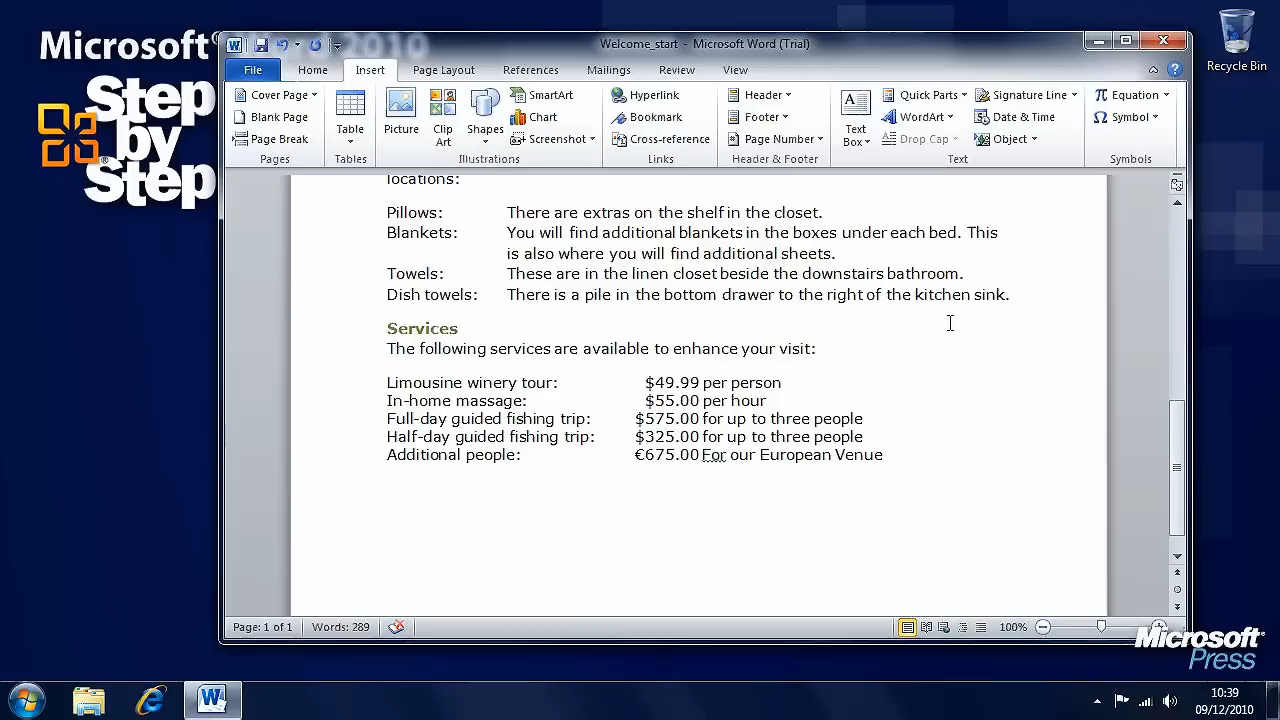 Microsoft® Word 2010
Step
by
Step
Recycle Bin
Welcome_start - Microsoft Word (Trial)
File Home Insert Page Layout References Mailings Review View
Cover Page
Blank Page
Page Break
Pages
Table
Tables
Picture
Clip
Art
Shapes
SmartArt
Chart
Screenshot
Illustrations
Hyperlink
Bookmark
Cross-reference
Links
Header
Footer
Page Number
Header & Footer
Text
Box
Quick Parts
WordArt
Drop Cap
Signature Line
Date & Time
Object
Text
Equation
Symbol
Symbols
locations:
Pillows: There are extras on the shelf in the closet.
Blankets: You will find additional blankets in the boxes under each bed. This
is also where you will find additional sheets.
Towels: These are in the linen closet beside the downstairs bathroom.
Dish towels: There is a pile in the bottom drawer to the right of the kitchen sink.
Services
The following services are available to enhance your visit:
Limousine winery tour: $49.99 per person
In-home massage: $55.00 per hour
Full-day guided fishing trip: $575.00 for up to three people
Half-day guided fishing trip: $325.00 for up to three people
Additional people: €675.00 For our European Venue
Page: 1 of 1 Words: 289 100%
Microsoft®
Press
10:39
09/12/2010